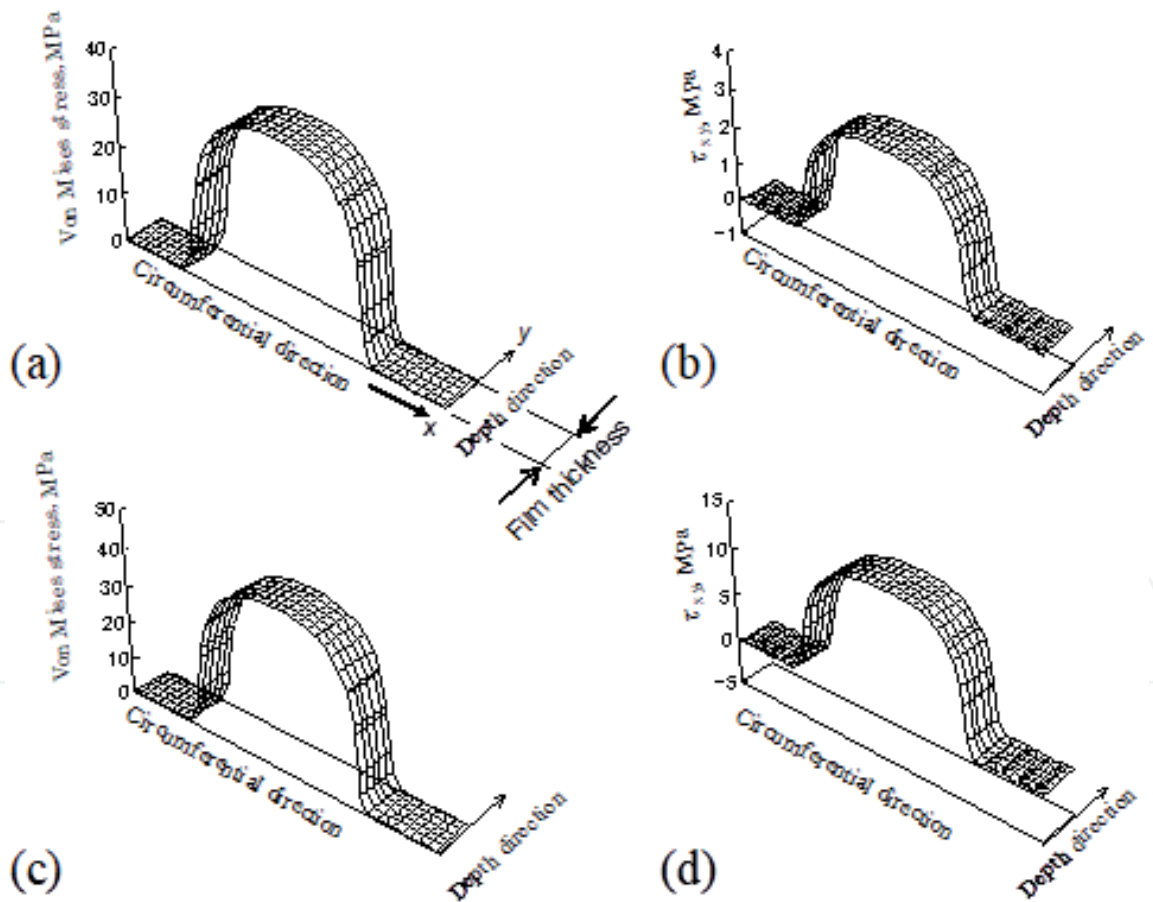 Von Mises stress, MPa
40
30
20
10
0
Circumferential direction
x
y
Depth direction
Film thickness
(a)
τxy, Mpa
4
3
2
1
0
-1
Circumferential direction
Depth direction
(b)
Von Mises stress, MPa
50
40
30
20
10
0
Circumferential direction
Depth direction
(c)
τxy, Mpa
15
10
5
0
-5
Circumferential direction
Depth direction
(d)